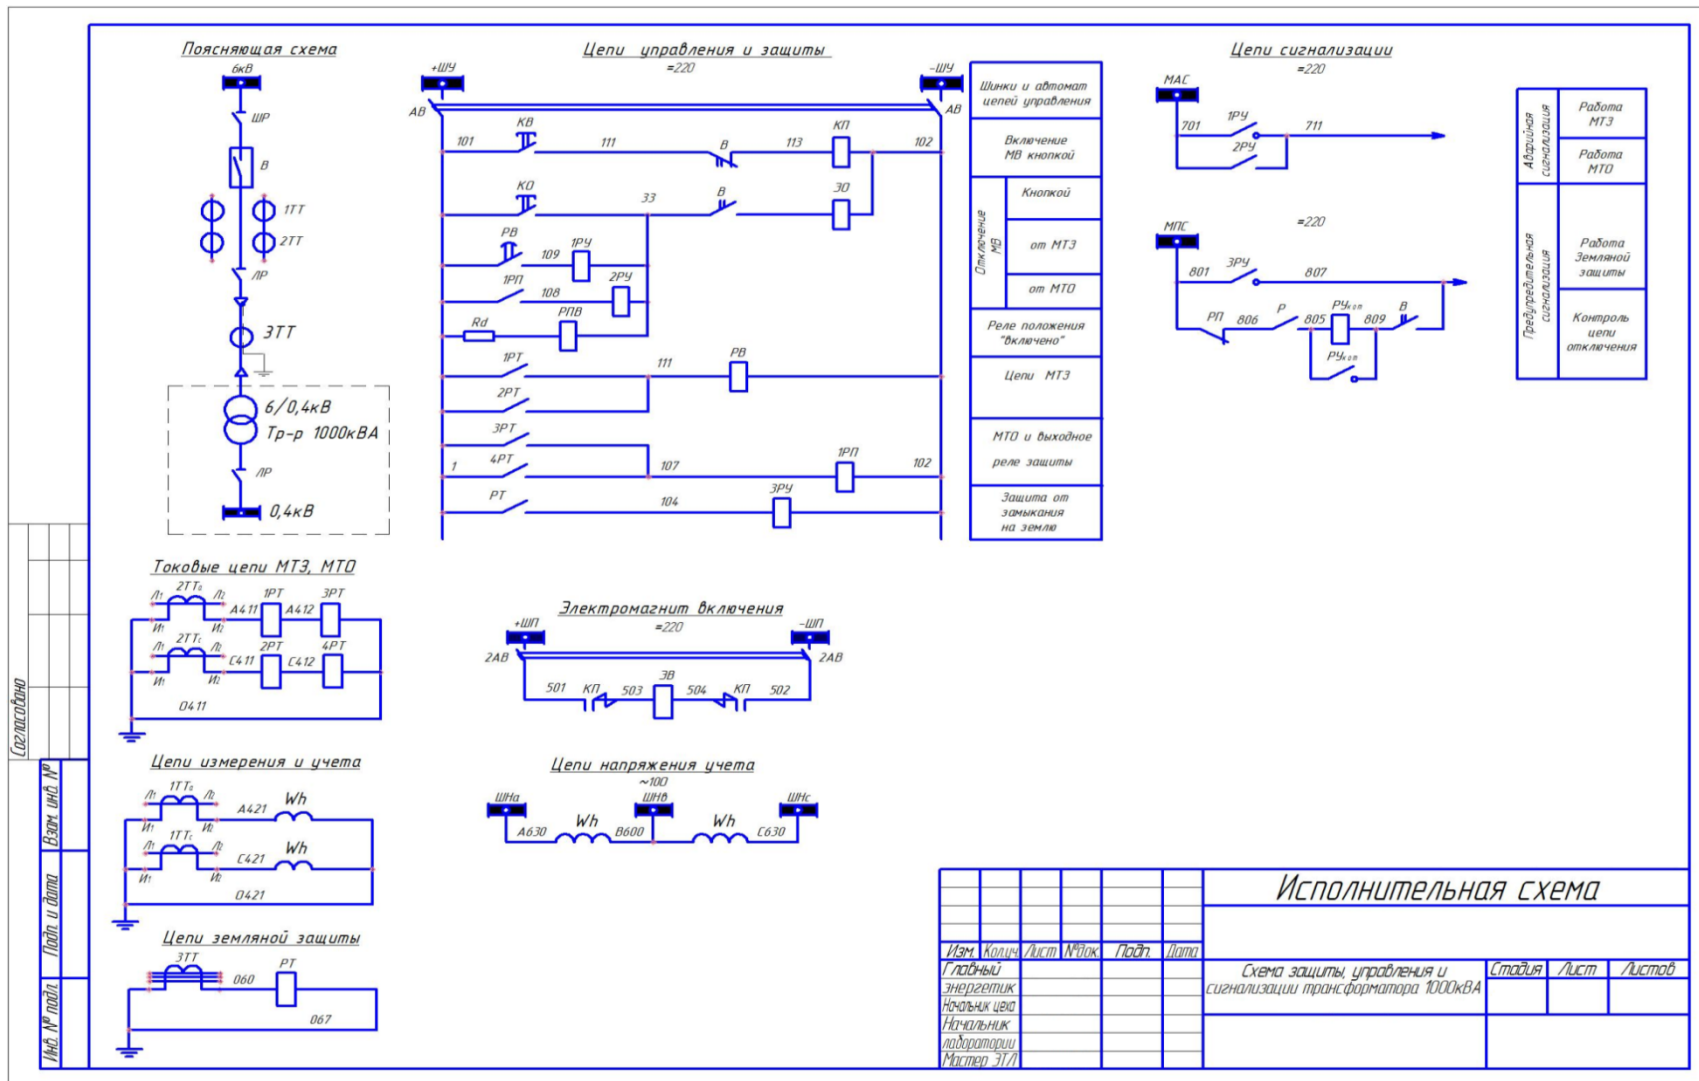 Поясняющая схема
6кВ
ШР
В
1ТТ
2ТТ
ЛР
3ТТ
6/0,4кВ
Тр-р 1000кВА
ЛР
0,4кВ
Цепи управления и защиты
=220
+ШУ
-ШУ
АВ
АВ
101
КВ
111
В
113
КП
102
КО
33
В
ЭО
РВ
109
1РУ
1РП
108
2РУ
Rd
РПВ
1РТ
111
РВ
2РТ
3РТ
1
4РТ
107
1РП
102
РТ
104
3РУ
Шинки и автомат
цепей управления
Включение
МВ кнопкой
Отключение
МВ
Кнопкой
от МТЗ
от МТО
Реле положения
"включено"
Цепи МТЗ
МТО и выходное
реле защиты
Защита от
замыкания
на землю
Цепи сигнализации
=220
МАС
701
1РУ
711
2РУ
=220
МПС
801
3РУ
807
РП
806
Р
805
РУкоп
809
В
РУкоп
Аварийная
сигнализация
Работа
МТЗ
Работа
МТО
Предупредительная
сигнализация
Работа
Земляной
защиты
Контроль
цепи
отключения
Токовые цепи МТЗ, МТО
2ТТа
Л1
Л2
И1
И2
А411
1РТ
А412
3РТ
2ТТс
Л1
Л2
И1
И2
С411
2РТ
С412
4РТ
0411
Электромагнит включения
=220
+ШП
-ШП
2АВ
2АВ
501
КП
503
ЭВ
504
КП
502
Цепи измерения и учета
1ТТа
Л1
Л2
И1
И2
А421
Wh
1ТТс
Л1
Л2
И1
И2
С421
Wh
0421
Цепи напряжения учета
~100
ШНа
ШНв
ШНс
А630
Wh
В600
Wh
С630
Цепи земляной защиты
3ТТ
060
РТ
067
Согласовано
Взам. инв. №
Подп. и дата
Инв. № подл.
Исполнительная схема
Изм.
Кол.уч.
Лист
№док.
Подп.
Дата
Главный
энергетик
Начальник цеха
Начальник
лаборатории
Мастер ЭТЛ
Схема защиты, управления и
сигнализации трансформатора 1000кВА
Стадия
Лист
Листов